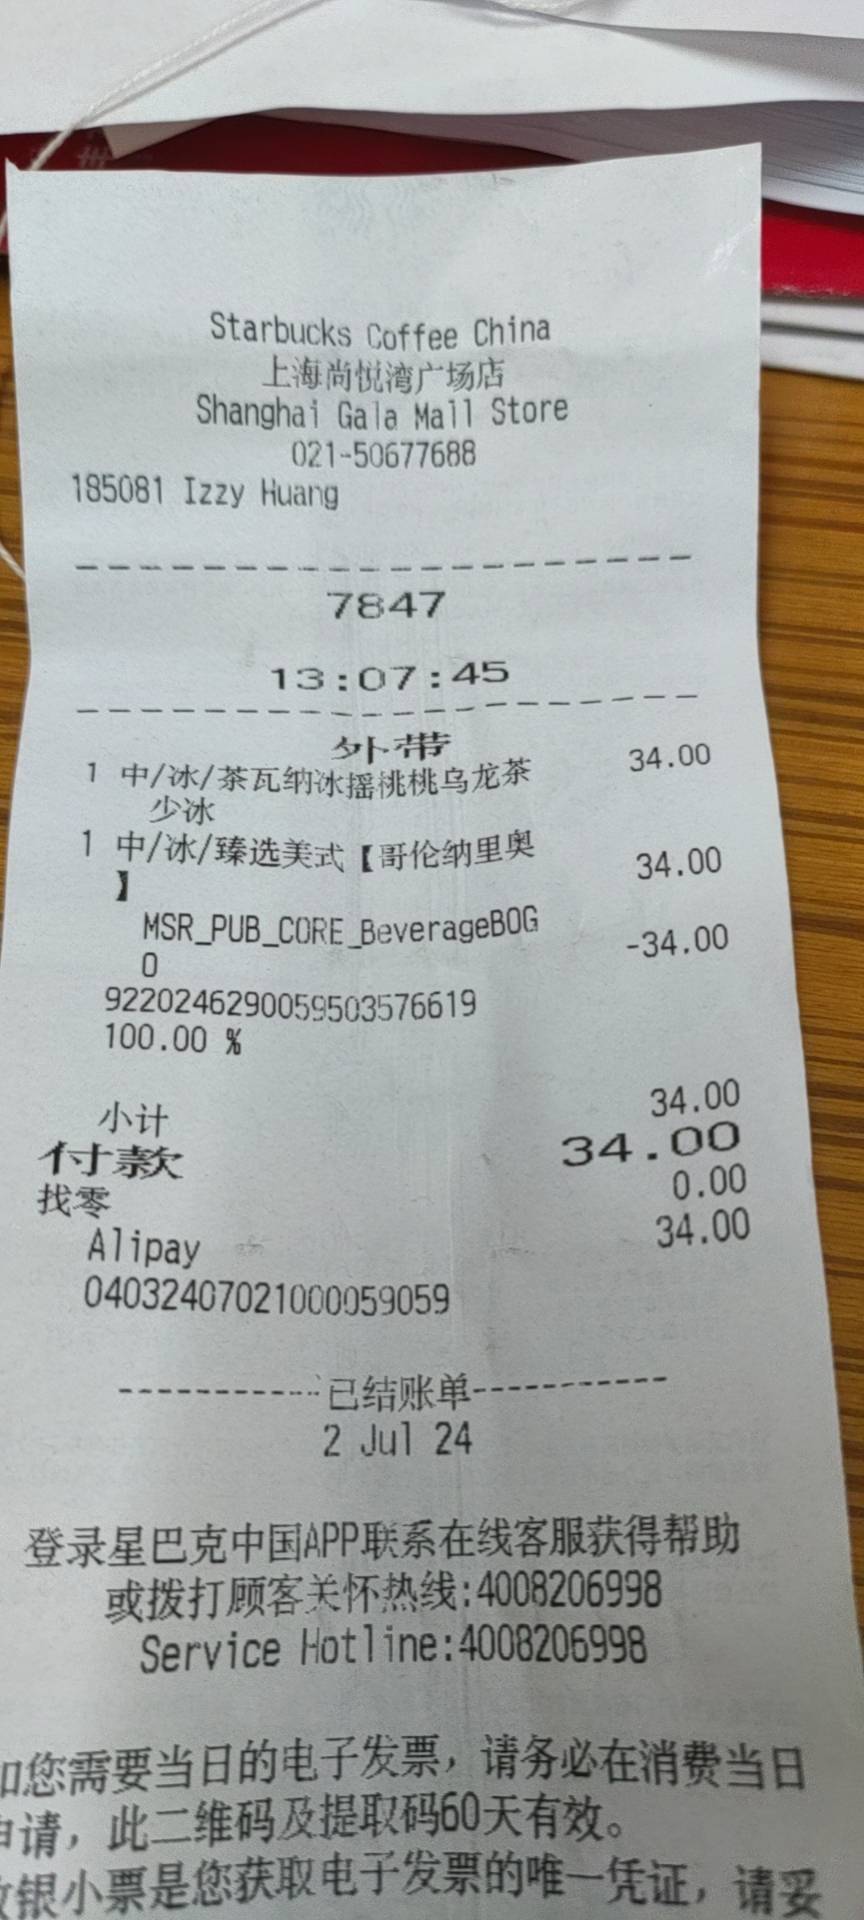 Starbucks Coffee China
上海尚悦湾广场店
Shanghai Gala Mall Store
021-50677688
185081 Izzy Huang
--------------------
7847
13:07:45
--------------------
外带
1 中/冰/茶瓦纳冰摇桃桃乌龙茶 34.00
少冰
1 中/冰/臻选美式【哥伦纳里奥 34.00
】
MSR_PUB_CORE_BeverageBOG -34.00
O
9220246290059503576619
100.00 %
小计 34.00
付款 34.00
找零 0.00
Alipay 34.00
04032407021000059059
-------------已结账单------------
2 Jul 24
登录星巴克中国APP联系在线客服获得帮助
或拨打顾客关怀热线:4008206998
Service Hotline:4008206998
如您需要当日的电子发票，请务必在消费当日
申请，此二维码及提取码60天有效。
银小票是您获取电子发票的唯一凭证，请妥